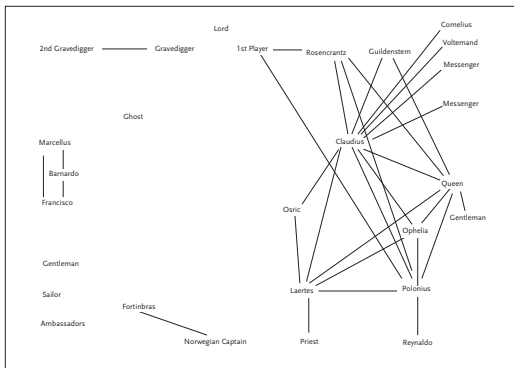 Lord
Cornelius
2nd Gravedigger
Gravedigger
1st Player
Rosencrantz
Guildenstern
Voltemand
Messenger
Messenger
Ghost
Marcellus
Claudius
Barnardo
Queen
Francisco
Osric
Gentleman
Ophelia
Gentleman
Laertes
Polonius
Sailor
Fortinbras
Ambassadors
Norwegian Captain
Priest
Reynaldo